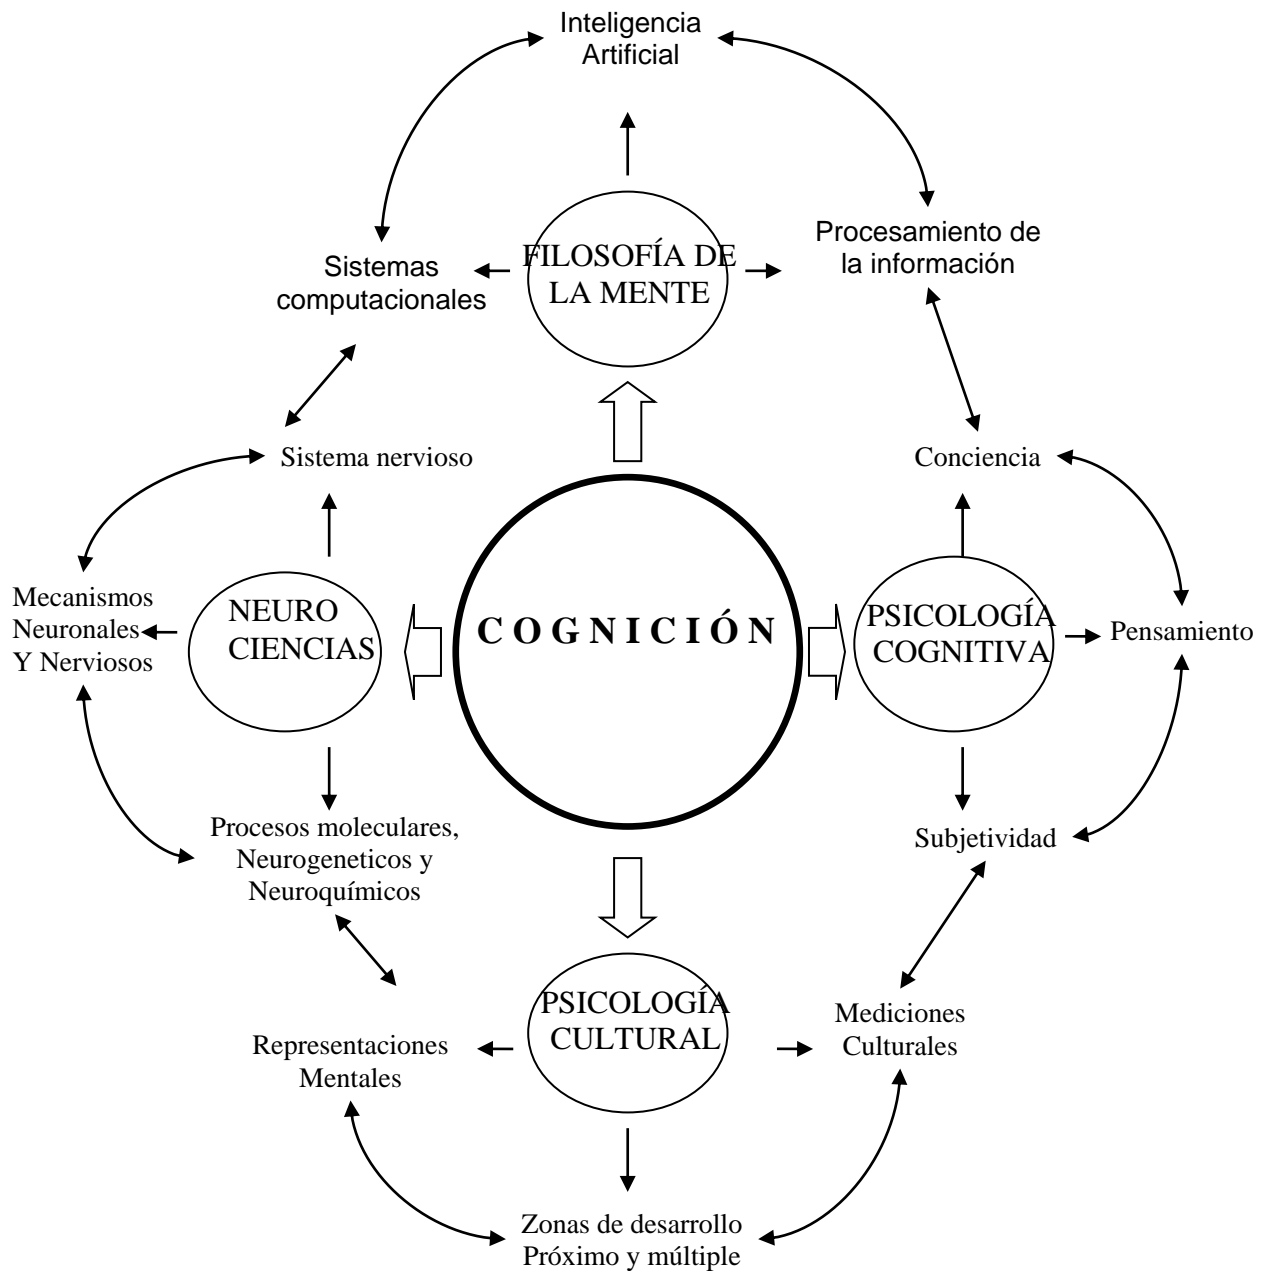 Inteligencia
Artificial
Procesamiento de
la información
FILOSOFÍA DE
LA MENTE
Sistemas
computacionales
Sistema nervioso
Conciencia
Mecanismos
Neuronales
Y Nerviosos
NEURO
CIENCIAS
C O G N I C I Ó N
PSICOLOGÍA
COGNITIVA
Pensamiento
Procesos moleculares,
Neurogeneticos y
Neuroquímicos
Subjetividad
PSICOLOGÍA
CULTURAL
Mediciones
Culturales
Representaciones
Mentales
Zonas de desarrollo
Próximo y múltiple